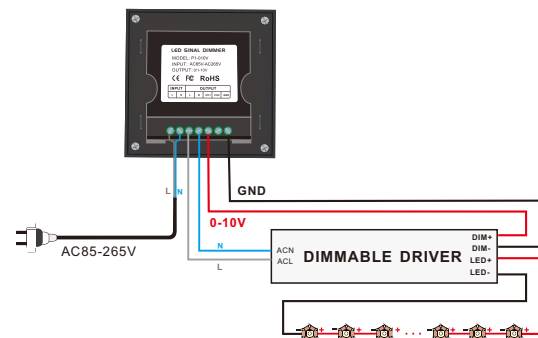 LED SINAL DIMMER
MODEL: P1-010V
INPUT: AC85V-AC265V
OUTPUT: 0/1-10V
CE FC RoHS
INPUT OUTPUT
L N L N
L N
GND
0-10V
AC85-265V
N
L
ACN
ACL
DIMMABLE DRIVER
DIM+
DIM-
LED+
LED-
- + - + - + · · · - + - + - +